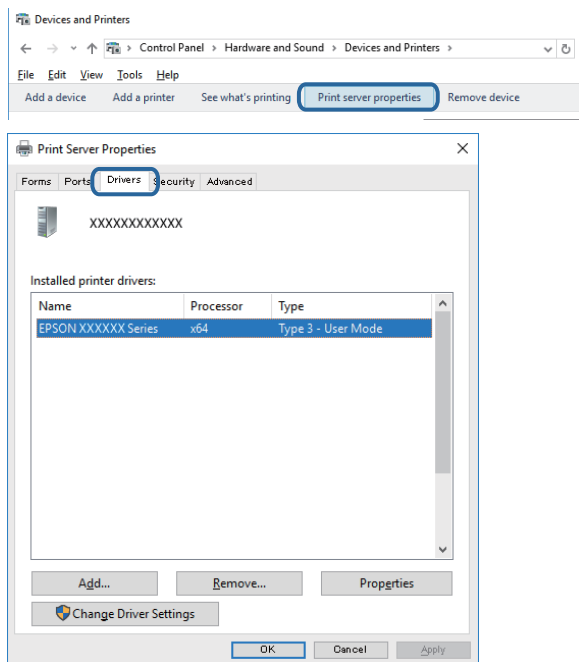 Devices and Printers
Control Panel > Hardware and Sound > Devices and Printers >
File Edit View Tools Help
Add a device Add a printer See what's printing Print server properties Remove device
Print Server Properties
Forms Ports Drivers Security Advanced
XXXXXXXXXXXX
Installed printer drivers:
Name Processor Type
EPSON XXXXXX Series x64 Type 3 - User Mode
Add... Remove... Properties
Change Driver Settings
OK Cancel Apply